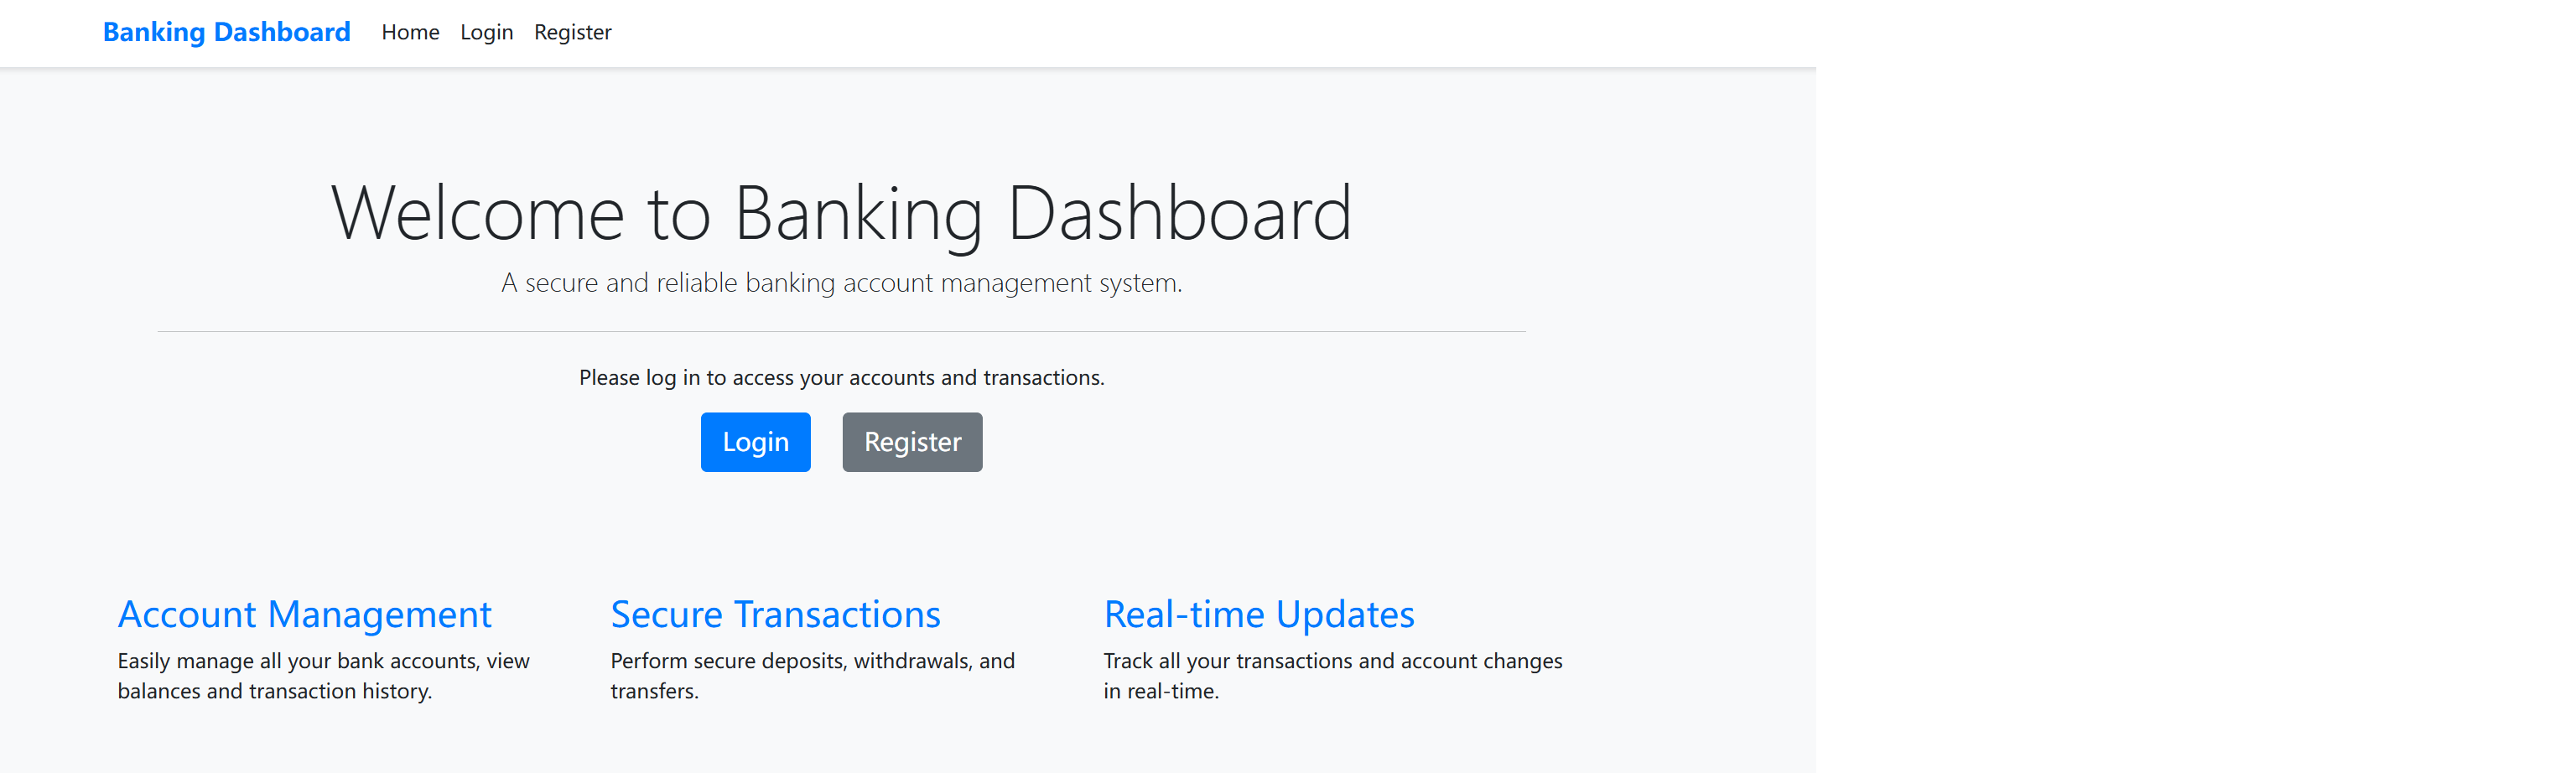 Banking Dashboard Home Login Register
Welcome to Banking Dashboard
A secure and reliable banking account management system.
Please log in to access your accounts and transactions.
Login Register
Account Management
Easily manage all your bank accounts, view
balances and transaction history.
Secure Transactions
Perform secure deposits, withdrawals, and
transfers.
Real-time Updates
Track all your transactions and account changes
in real-time.